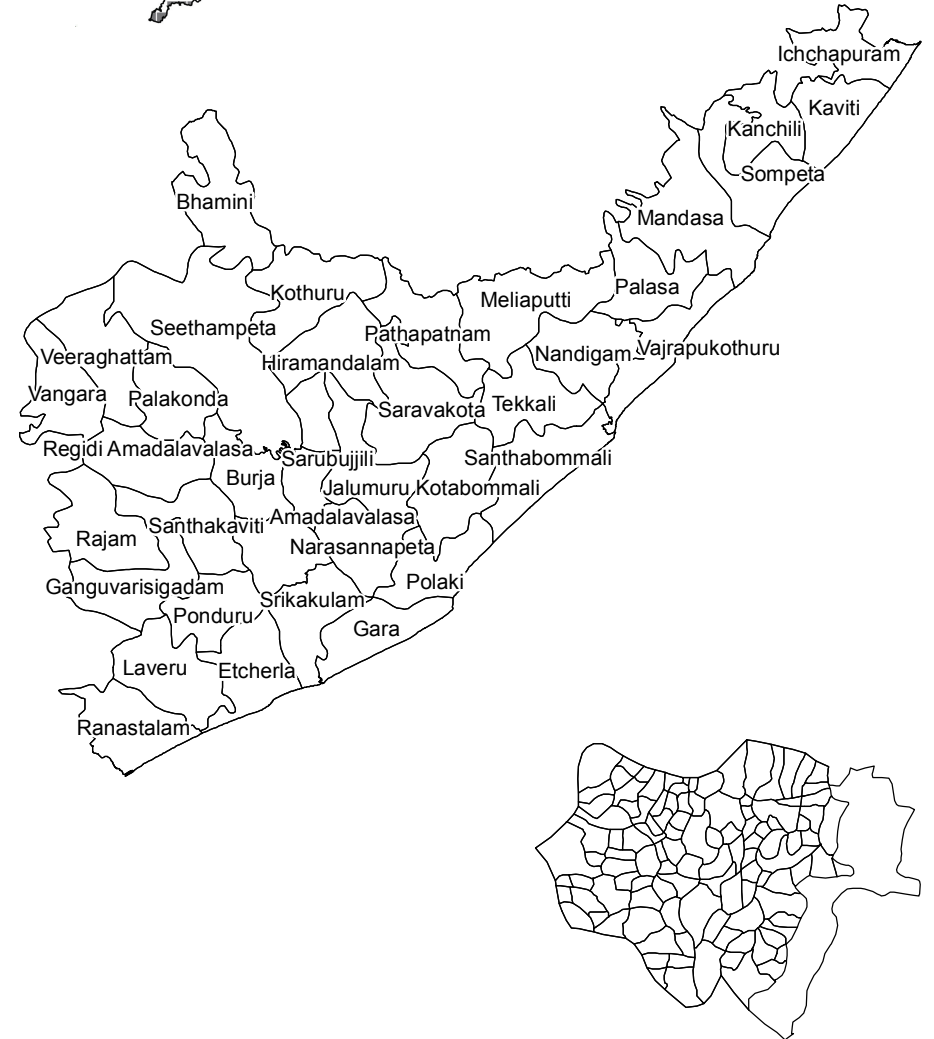 Ichchapuram
Kaviti
Kanchili
Sompeta
Bhamini
Mandasa
Kothuru
Meliaputti
Palasa
Seethampeta
Pathapatnam
Veeraghattam
Hiramandalam
Nandigam
Vajrapukothuru
Vangara
Palakonda
Saravakota
Tekkali
Regidi Amadalavalasa
Sarubujjili
Santhabommali
Burja
Jalumuru
Kotabommali
Rajam
Santhakaviti
Amadalavalasa
Narasannapeta
Ganguvarisigadam
Polaki
Ponduru
Srikakulam
Gara
Laveru
Etcherla
Ranastalam